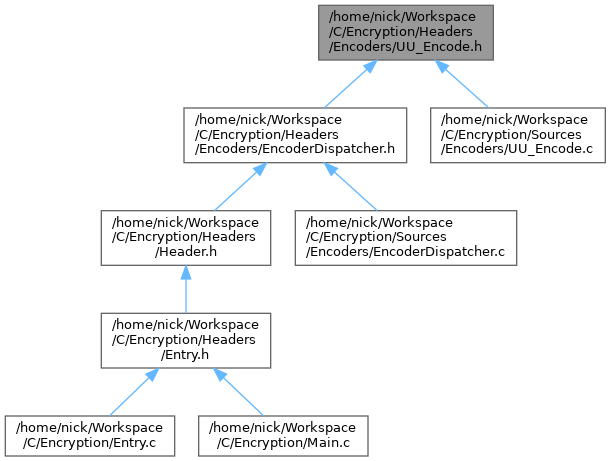 /home/nick/Workspace
/C/Encryption/Headers
/Encoders/UU_Encode.h
/home/nick/Workspace
/C/Encryption/Headers
/Encoders/EncoderDispatcher.h
/home/nick/Workspace
/C/Encryption/Sources
/Encoders/UU_Encode.c
/home/nick/Workspace
/C/Encryption/Headers
/Header.h
/home/nick/Workspace
/C/Encryption/Sources
/Encoders/EncoderDispatcher.c
/home/nick/Workspace
/C/Encryption/Headers
/Entry.h
/home/nick/Workspace
/C/Encryption/Entry.c
/home/nick/Workspace
/C/Encryption/Main.c